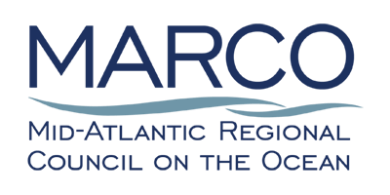 MARCO
MID-ATLANTIC REGIONAL
COUNCIL ON THE OCEAN